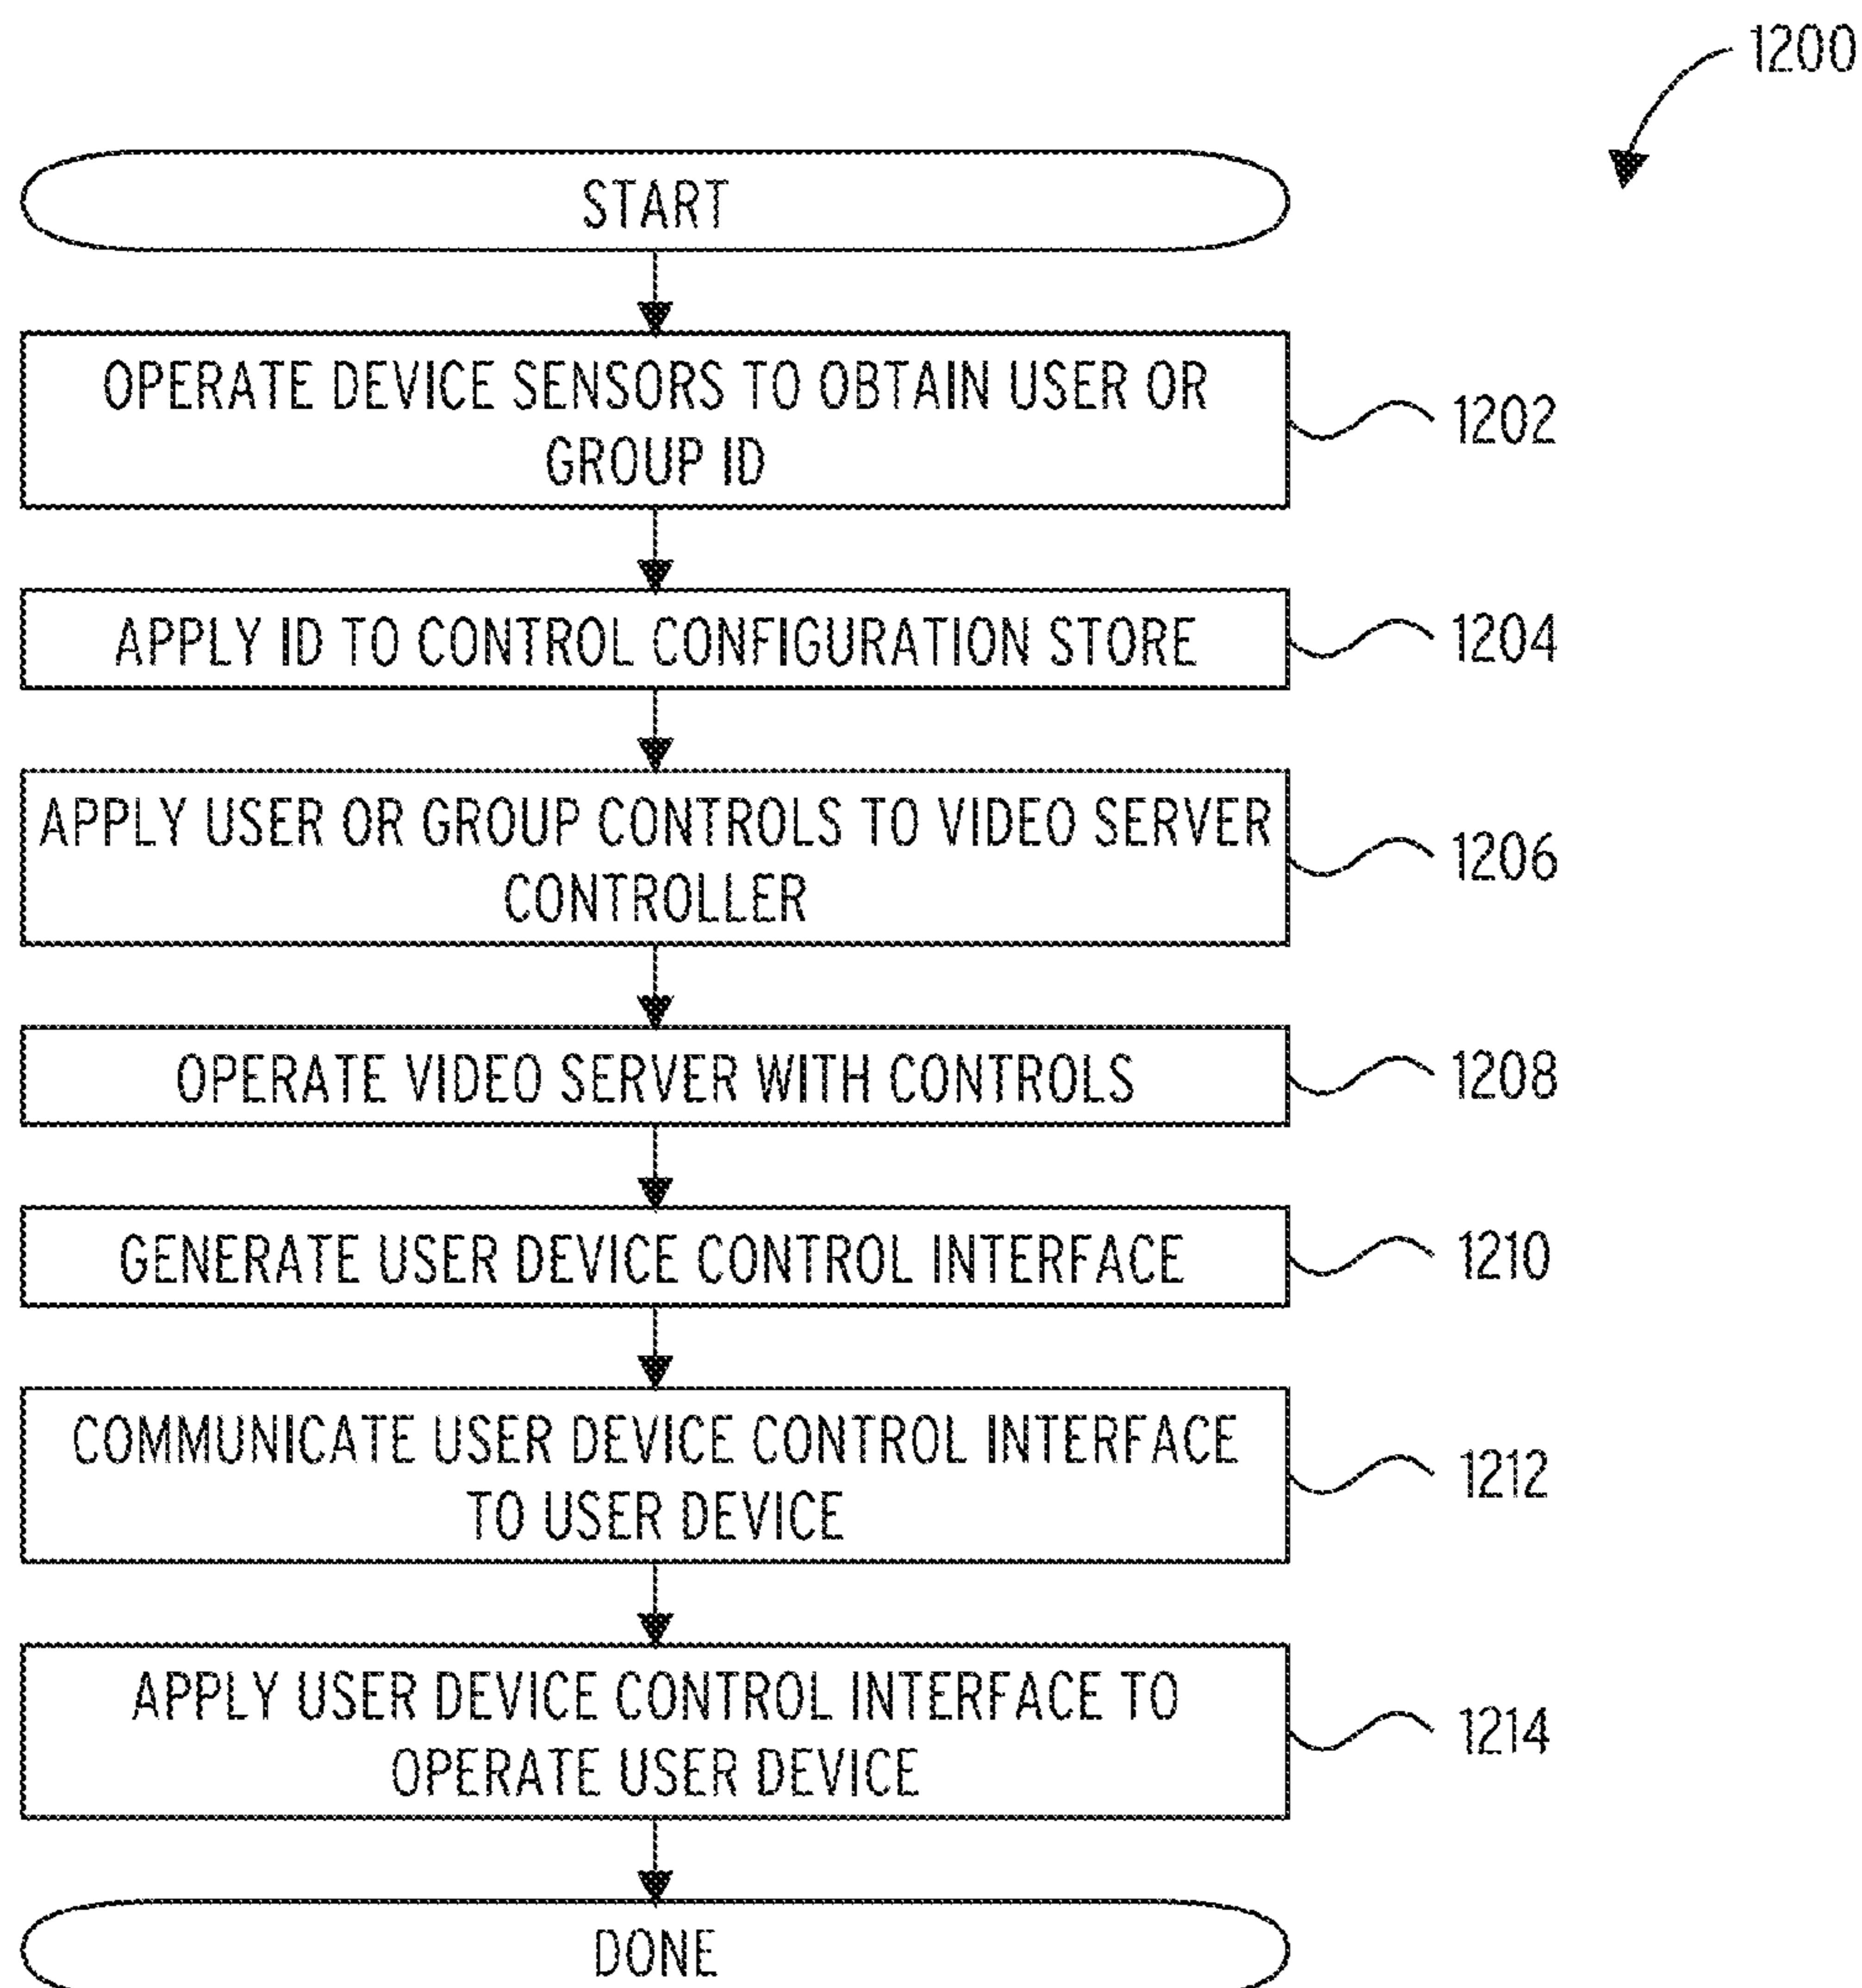 1200
START
OPERATE DEVICE SENSORS TO OBTAIN USER OR
GROUP ID
1202
APPLY ID TO CONTROL CONFIGURATION STORE
1204
APPLY USER OR GROUP CONTROLS TO VIDEO SERVER
CONTROLLER
1206
OPERATE VIDEO SERVER WITH CONTROLS
1208
GENERATE USER DEVICE CONTROL INTERFACE
1210
COMMUNICATE USER DEVICE CONTROL INTERFACE
TO USER DEVICE
1212
APPLY USER DEVICE CONTROL INTERFACE TO
OPERATE USER DEVICE
1214
DONE